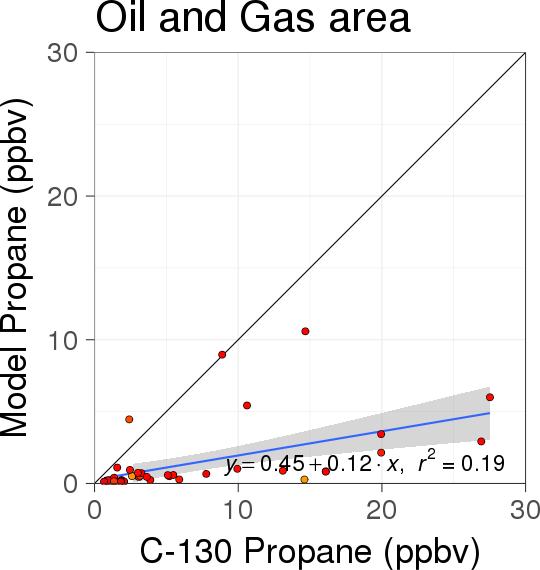 Oil and Gas area
Model Propane (ppbv)
30
20
10
0
y = 0.45 + 0.12 · x, r² = 0.19
0 10 20 30
C-130 Propane (ppbv)